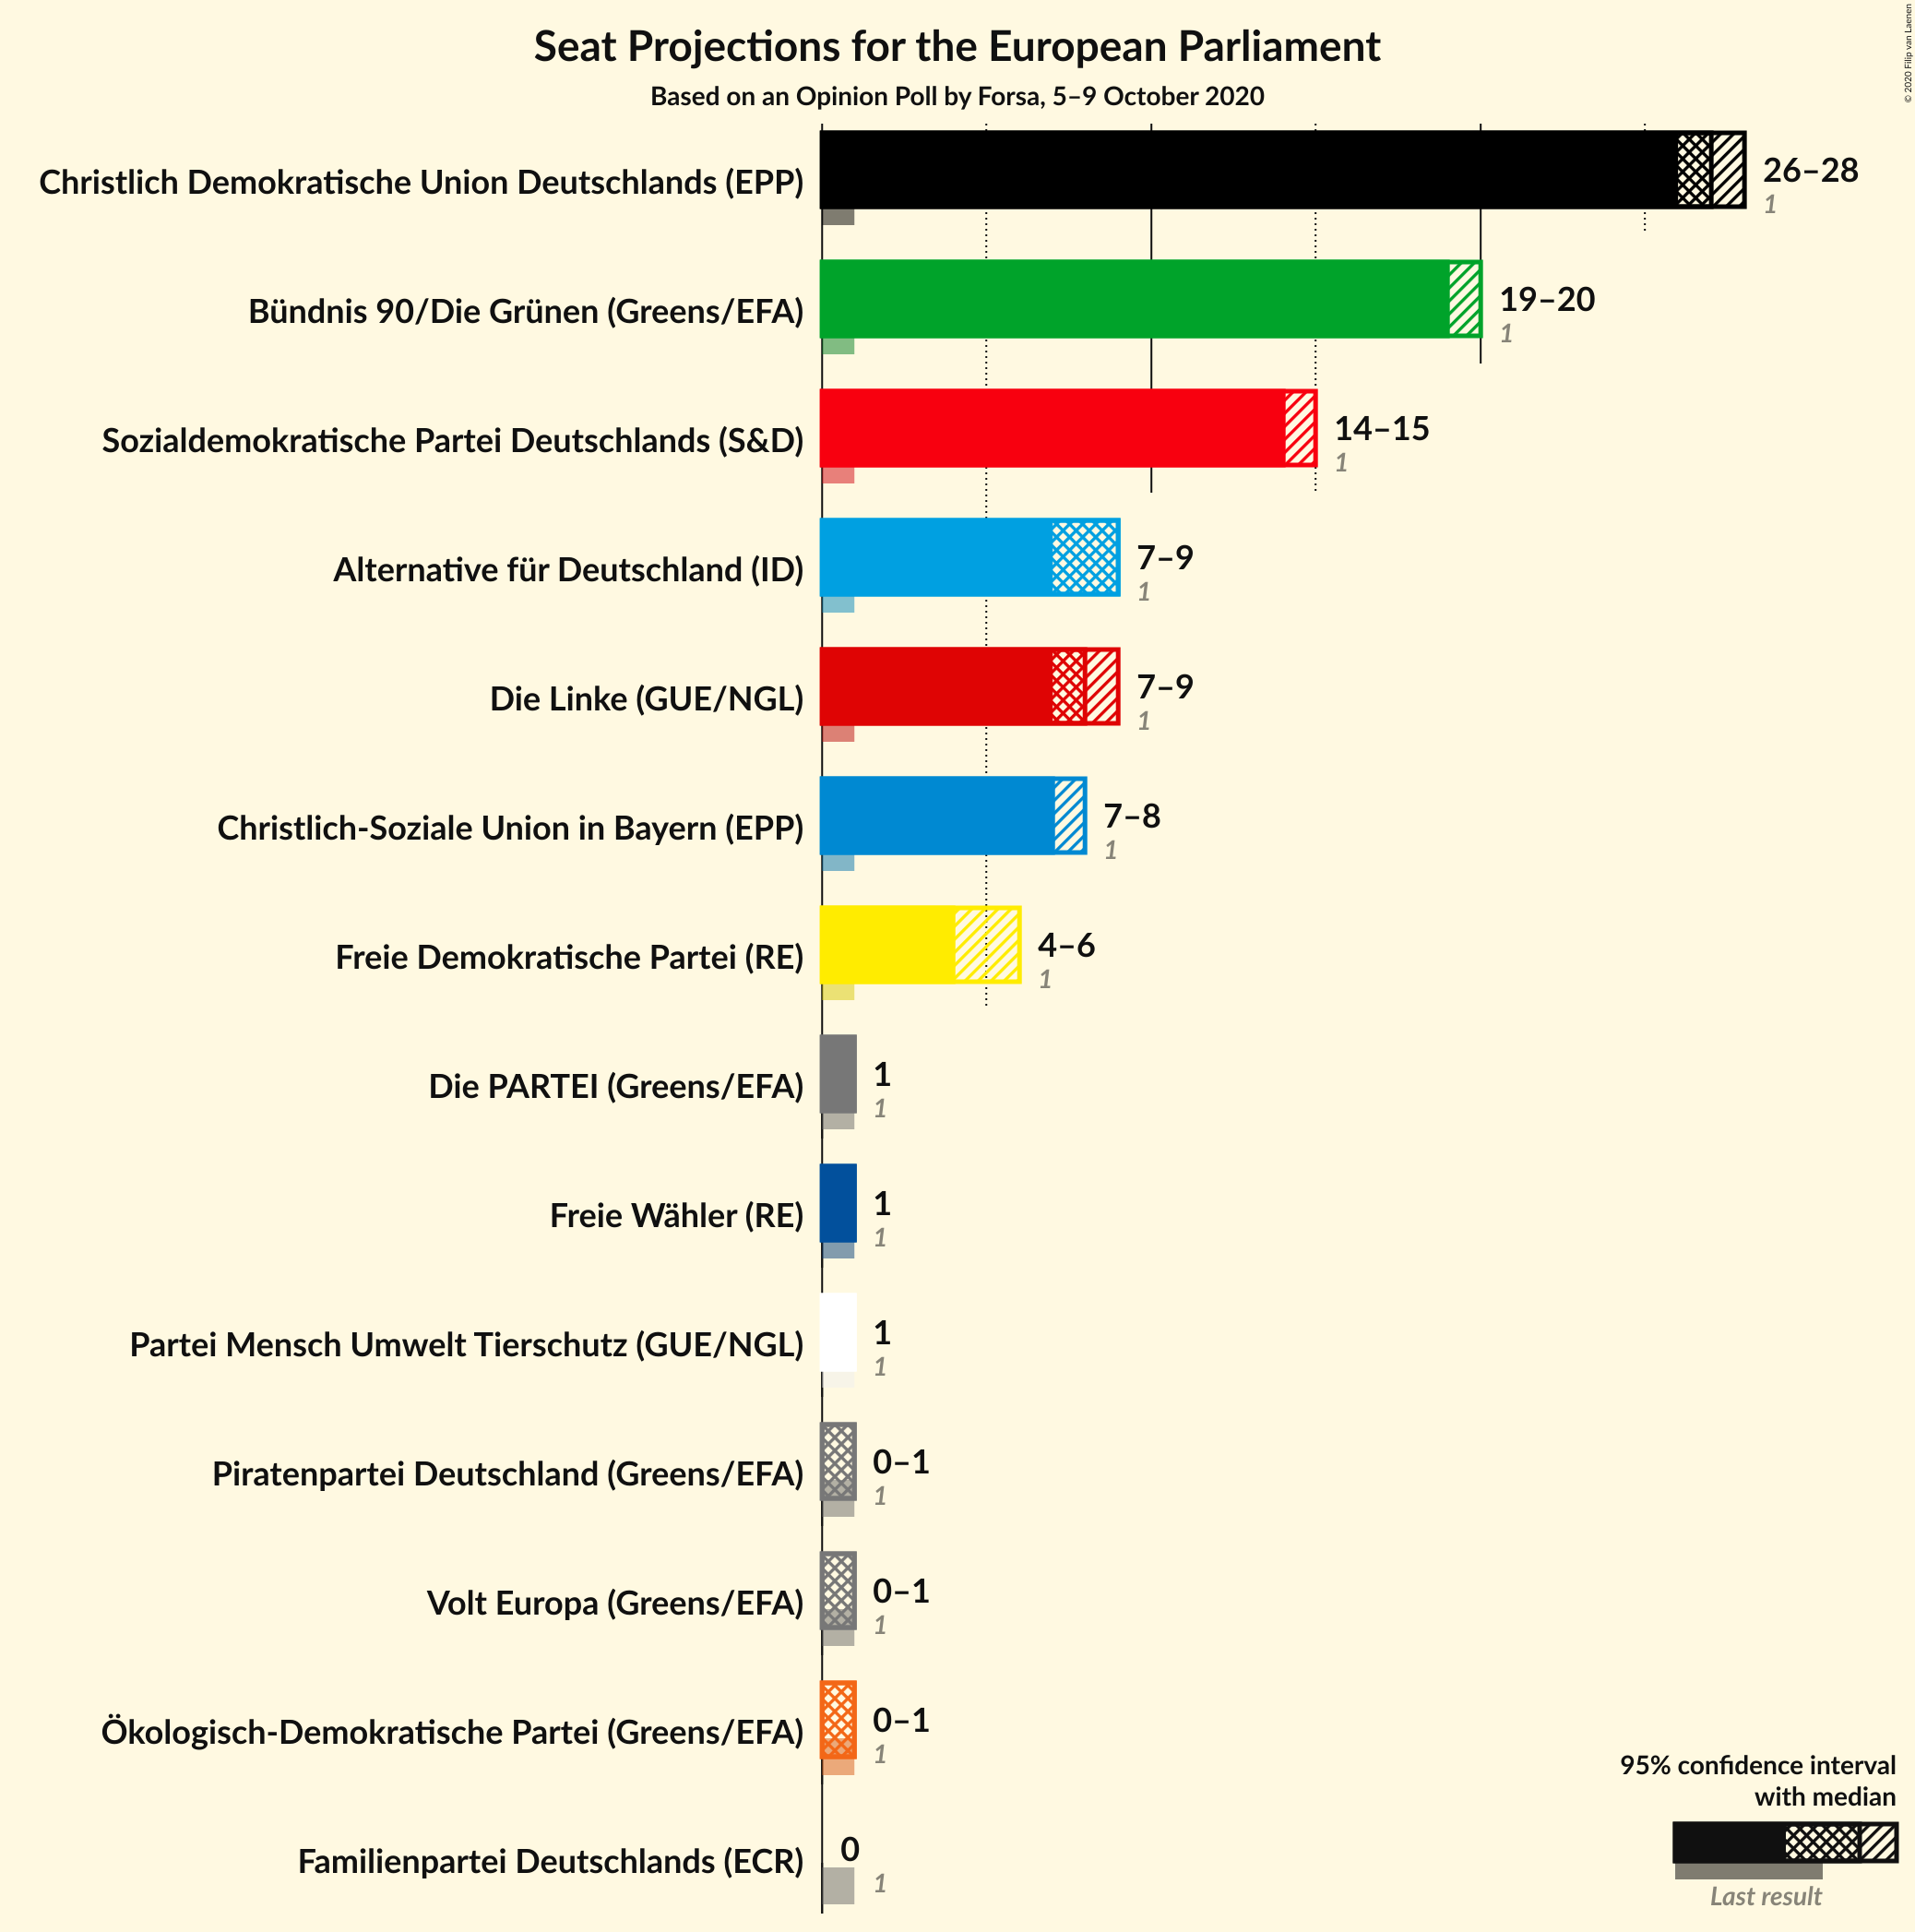 Seat Projections for the European Parliament
Based on an Opinion Poll by Forsa, 5–9 October 2020
© 2020 Filip van Laenen
Christlich Demokratische Union Deutschlands (EPP)
26–28
1
Bündnis 90/Die Grünen (Greens/EFA)
19–20
1
Sozialdemokratische Partei Deutschlands (S&D)
14–15
1
Alternative für Deutschland (ID)
7–9
1
Die Linke (GUE/NGL)
7–9
1
Christlich-Soziale Union in Bayern (EPP)
7–8
1
Freie Demokratische Partei (RE)
4–6
1
Die PARTEI (Greens/EFA)
1
1
Freie Wähler (RE)
1
1
Partei Mensch Umwelt Tierschutz (GUE/NGL)
1
1
Piratenpartei Deutschland (Greens/EFA)
0–1
1
Volt Europa (Greens/EFA)
0–1
1
Ökologisch-Demokratische Partei (Greens/EFA)
0–1
1
Familienpartei Deutschlands (ECR)
0
1
95% confidence interval
with median
Last result